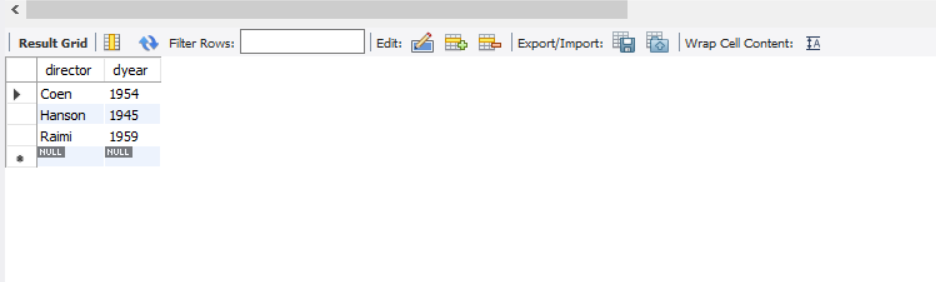 Result Grid Filter Rows: Edit: Export/Import: Wrap Cell Content: IA
director dyear
Coen 1954
Hanson 1945
Raimi 1959
NULL NULL